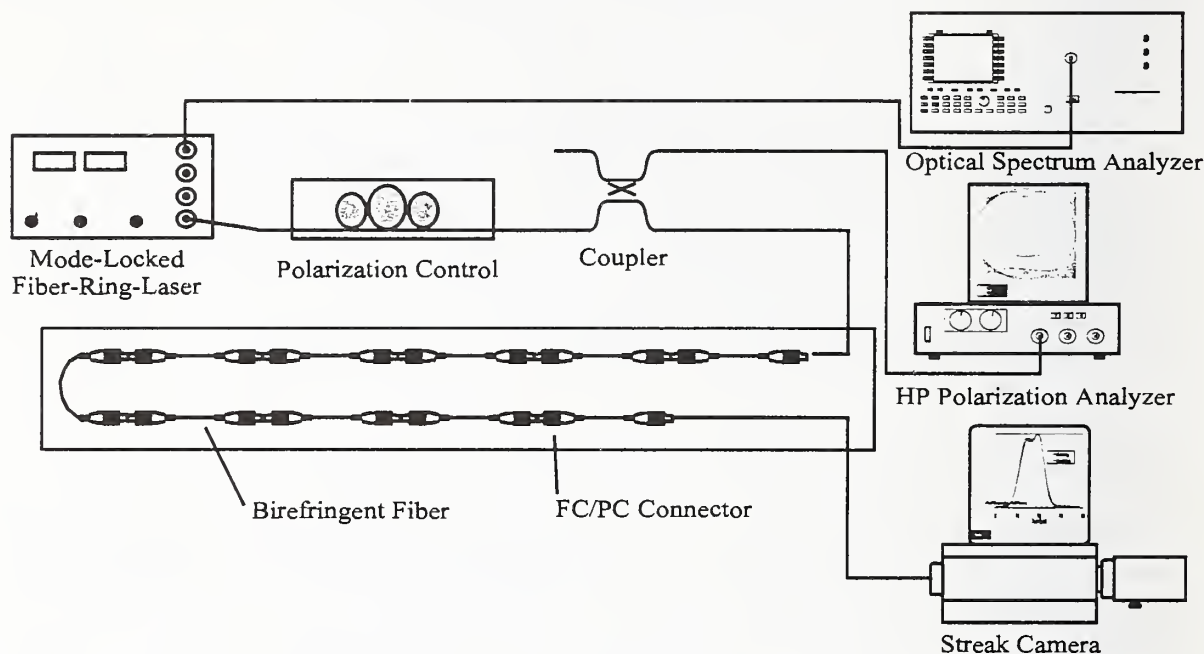 Optical Spectrum Analyzer
Mode-Locked
Fiber-Ring-Laser
Polarization Control
Coupler
HP Polarization Analyzer
Birefringent Fiber
FC/PC Connector
Streak Camera